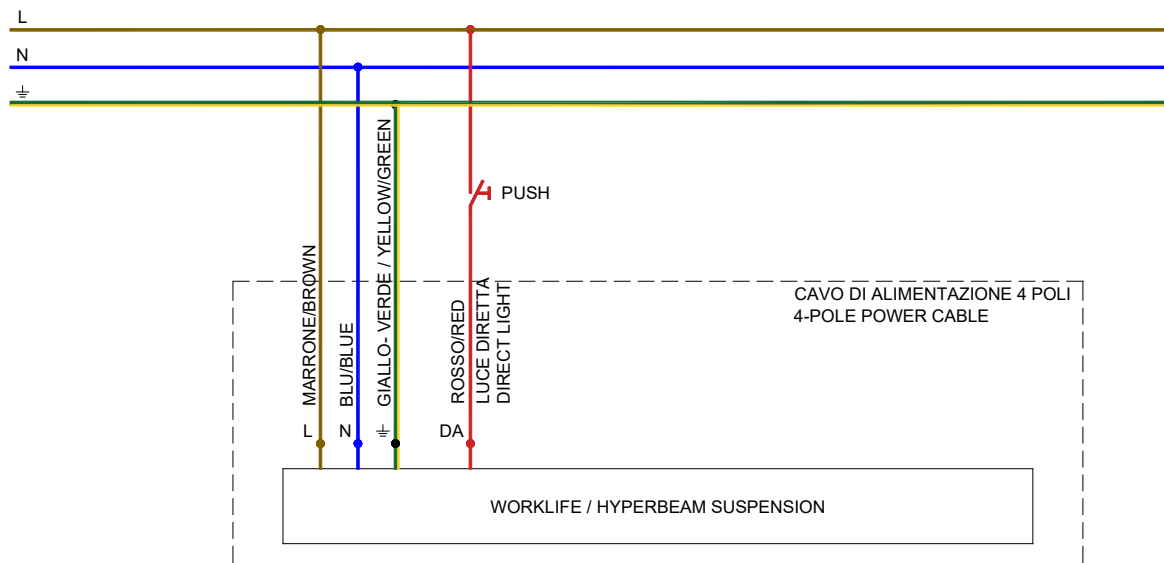 L
N
PUSH
MARRONE/BROWN
BLU/BLUE
GIALLO- VERDE / YELLOW/GREEN
ROSSO/RED
LUCE DIRETTA
DIRECT LIGHT
CAVO DI ALIMENTAZIONE 4 POLI
4-POLE POWER CABLE
L
N
DA
WORKLIFE / HYPERBEAM SUSPENSION